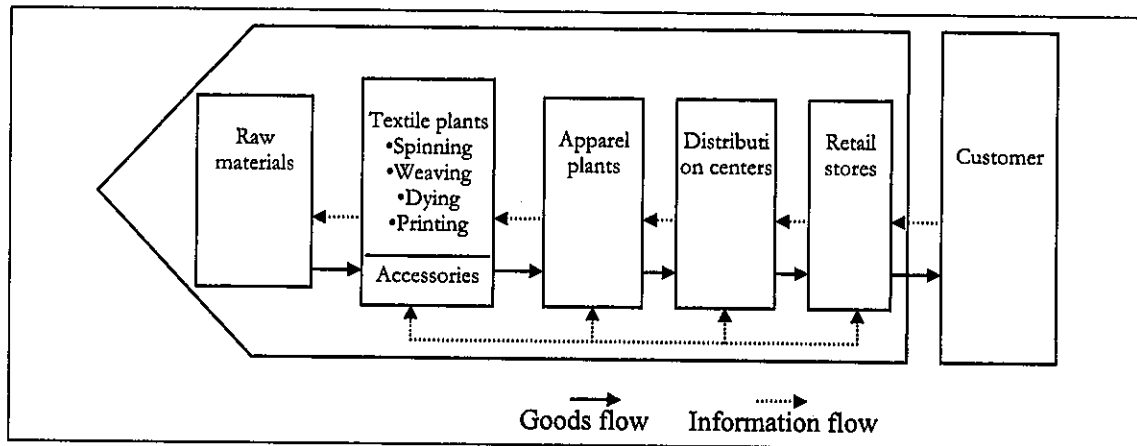 Raw
materials
Textile plants
•Spinning
•Weaving
•Dying
•Printing
Accessories
Apparel
plants
Distributi
on centers
Retail
stores
Customer
Goods flow
Information flow